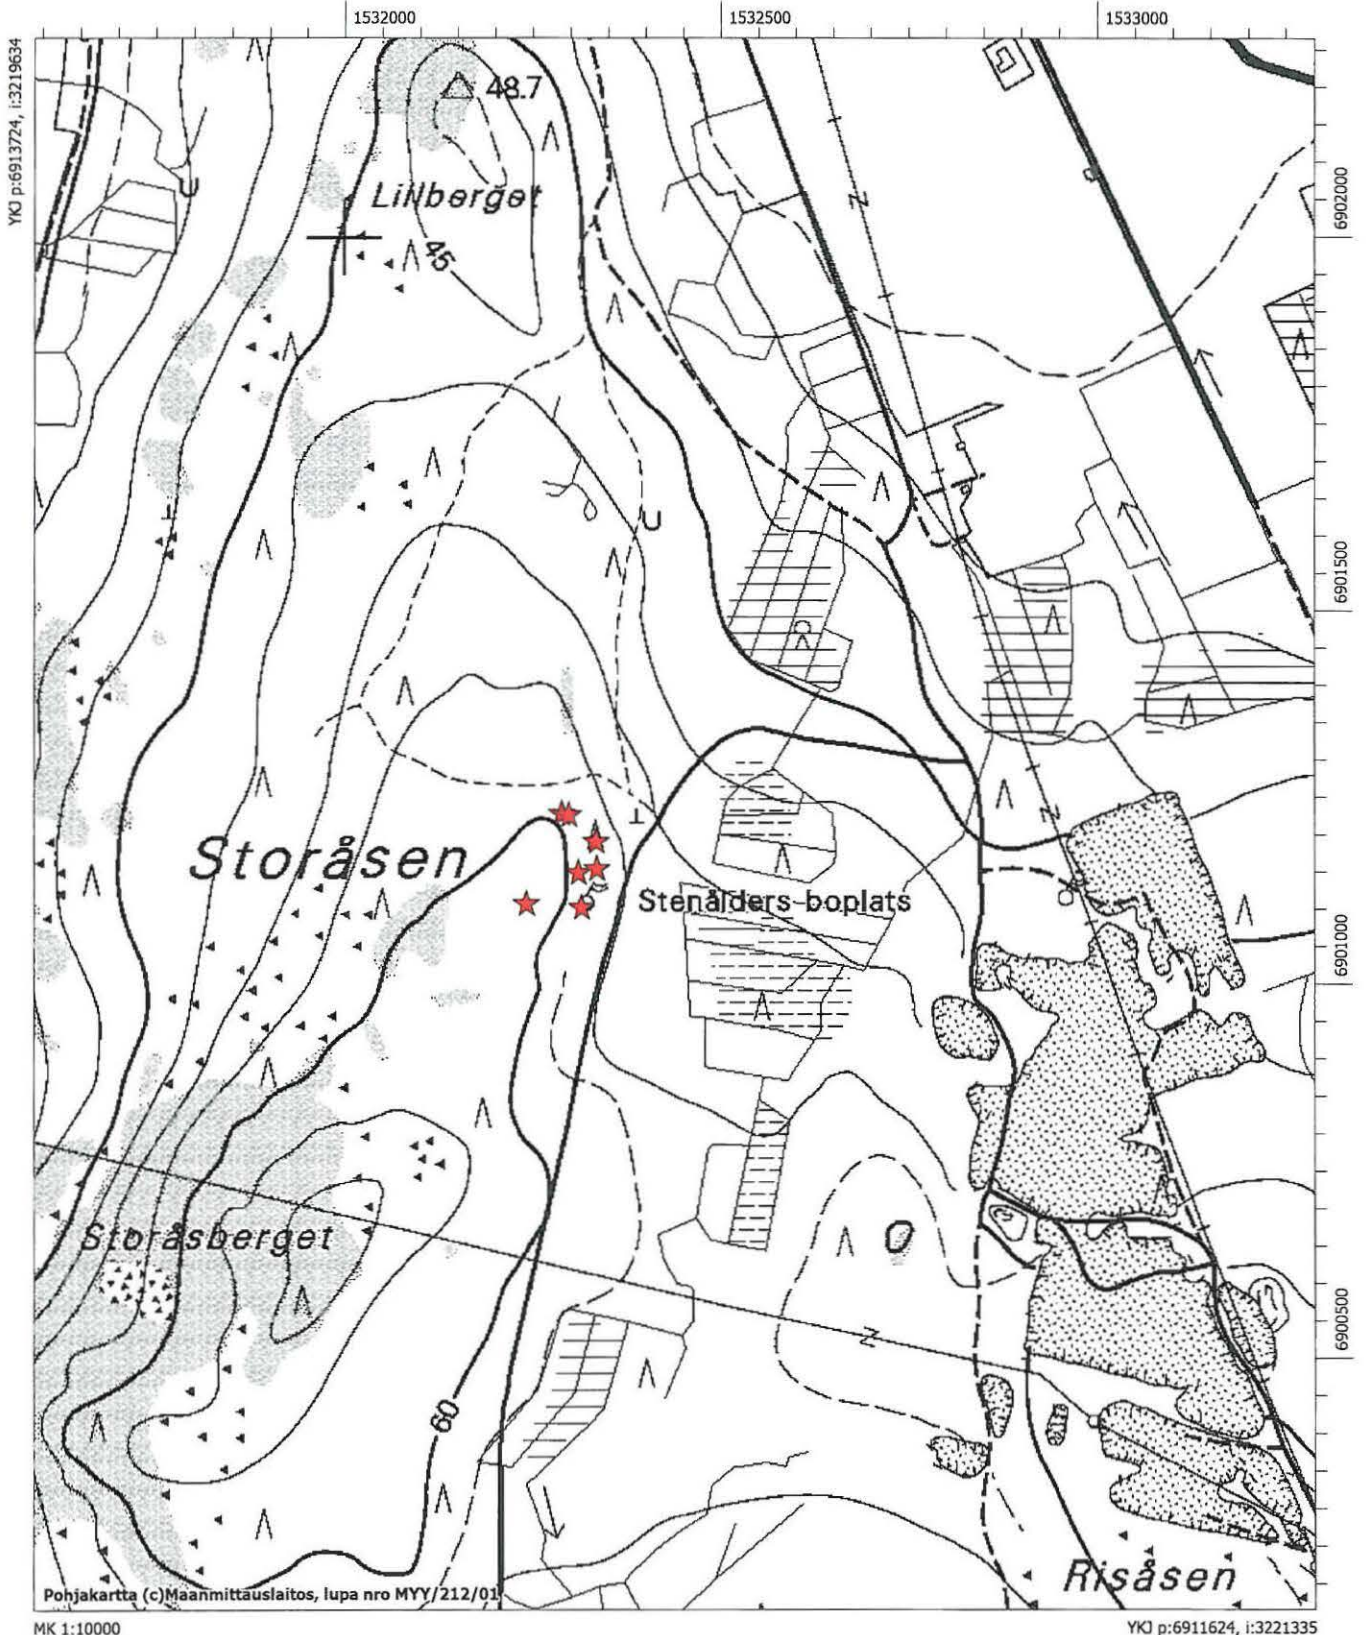 1532000
1532500
1533000
YKJ p:6913724, i:3219634
48.7
Lillberget
45
6902000
6901500
Storåsen
Stenålders-boplats
6901000
Storåsberget
6900500
60
Risåsen
Pohjakartta (c)Maanmittauslaitos, lupa nro MYY/212/01
MK 1:10000
YKJ p:6911624, i:3221335